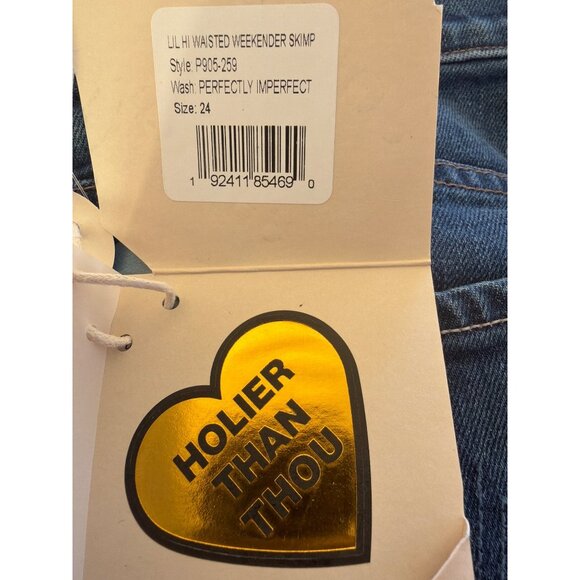 LIL HI WAISTED WEEKENDER SKIMP
Style: P905-259
Wash: PERFECTLY IMPERFECT
Size: 24
1 92411 85469 0
HOLIER
THAN
THOU